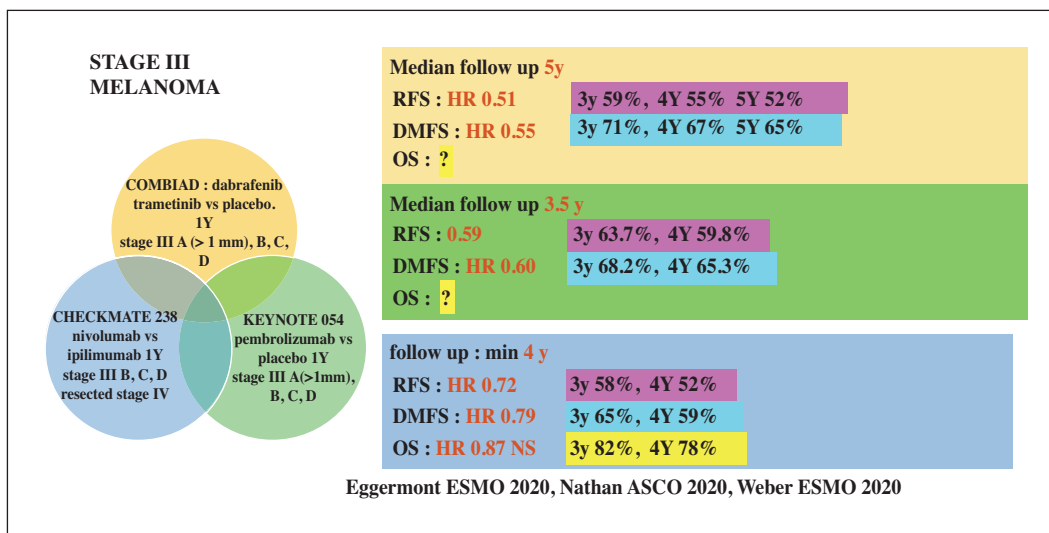 STAGE III
MELANOMA
COMBIAD : dabrafenib
trametinib vs placebo.
1Y
stage III A (> 1 mm), B, C,
D
CHECKMATE 238
nivolumab vs
ipilimumab 1Y
stage III B, C, D
resected stage IV
KEYNOTE 054
pembrolizumab vs
placebo 1Y
stage III A(>1mm),
B, C, D
Median follow up 5y
RFS : HR 0.51 3y 59%, 4Y 55% 5Y 52%
DMFS : HR 0.55 3y 71%, 4Y 67% 5Y 65%
OS : ?
Median follow up 3.5 y
RFS : 0.59 3y 63.7%, 4Y 59.8%
DMFS : HR 0.60 3y 68.2%, 4Y 65.3%
OS : ?
follow up : min 4 y
RFS : HR 0.72 3y 58%, 4Y 52%
DMFS : HR 0.79 3y 65%, 4Y 59%
OS : HR 0.87 NS 3y 82%, 4Y 78%
Eggermont ESMO 2020, Nathan ASCO 2020, Weber ESMO 2020